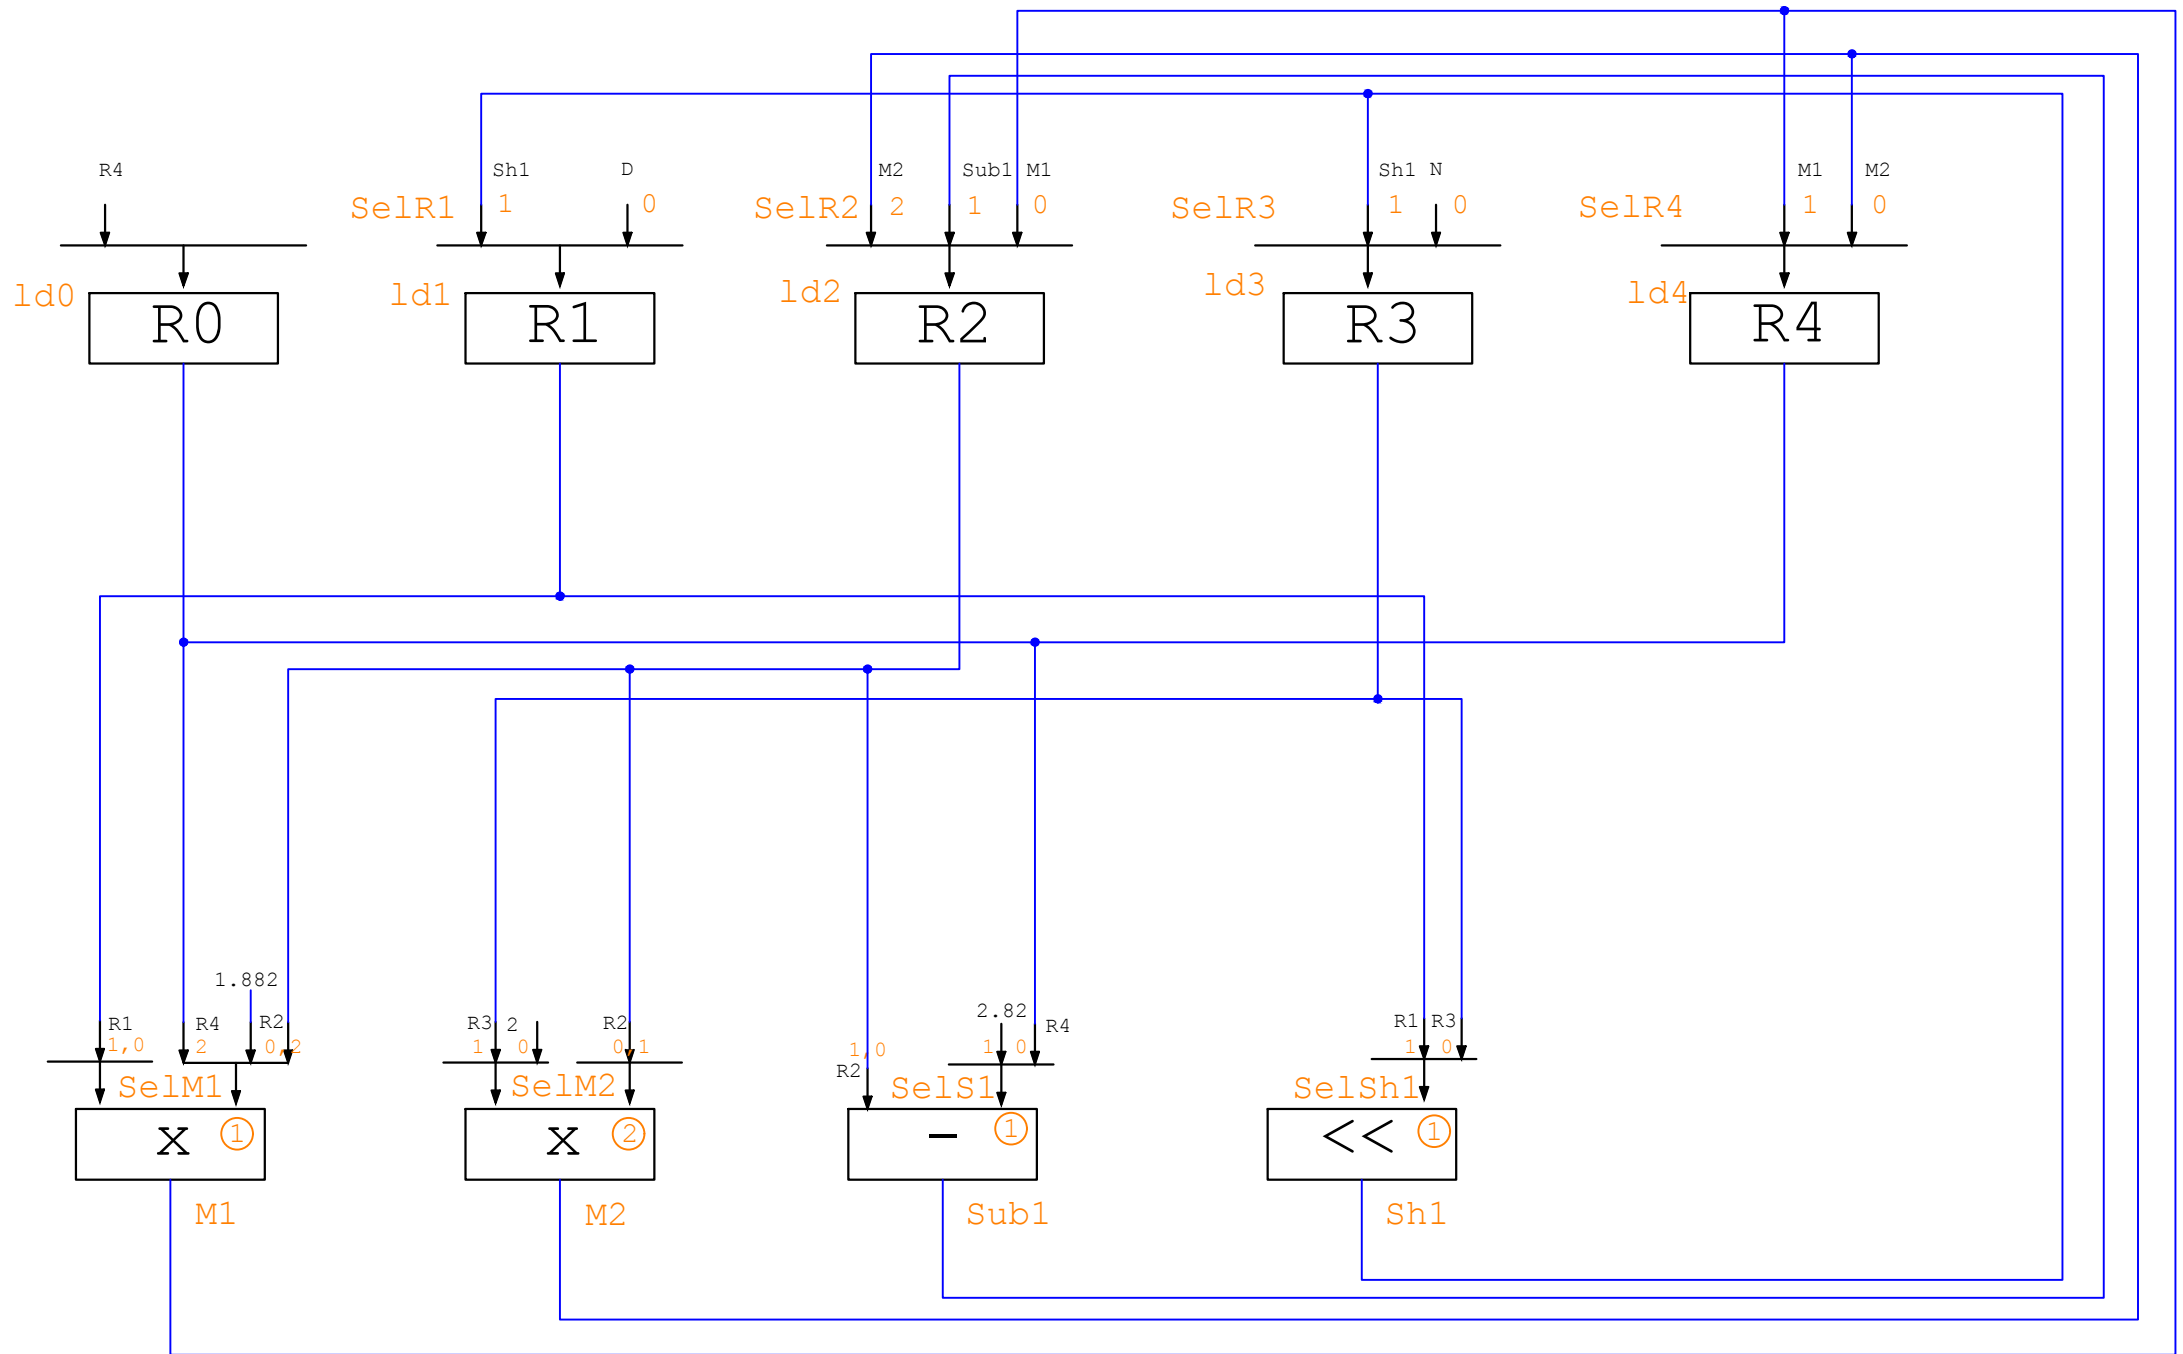 R4 Sh1 D M2 Sub1 M1 Sh1 N M1 M2
SelR1 1 0 SelR2 2 1 0 SelR3 1 0 SelR4 1 0
ld0 ld1 ld2 ld3 ld4
R0 R1 R2 R3 R4
1.882
2.82
R1 R4 R2 R3 2 R2 R4 R1 R3
1,0 2 0,2 1 0 0,1 1,0 1 0 1 0
R2
SelM1 SelM2 SelS1 SelSh1
x 1 x 2 - 1 << 1
M1 M2 Sub1 Sh1